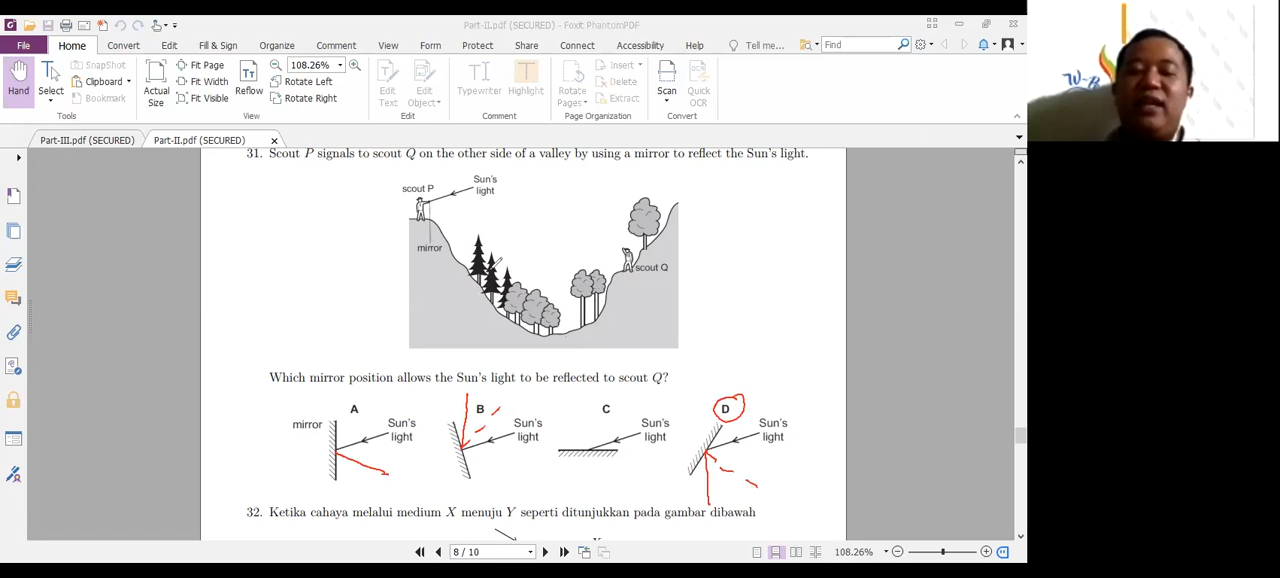 Part-II.pdf (SECURED) - Foxit PhantomPDF
File Home Convert Edit Fill & Sign Organize Comment View Form Protect Share Connect Accessibility Help Tell me... Find
Hand
Select
SnapShot
Clipboard
Bookmark
Tools
Actual Size
Fit Page
Fit Width
Fit Visible
Reflow
108.26%
Rotate Left
Rotate Right
View
Edit Text
Edit Object
Edit
Typewriter
Highlight
Comment
Rotate Pages
Insert
Delete
Extract
Page Organization
Scan
Quick OCR
Convert
Part-III.pdf (SECURED) Part-II.pdf (SECURED)
31. Scout P signals to scout Q on the other side of a valley by using a mirror to reflect the Sun's light.
scout P
Sun's light
mirror
scout Q
Which mirror position allows the Sun's light to be reflected to scout Q?
A B C D
mirror
Sun's light
Sun's light
Sun's light
Sun's light
32. Ketika cahaya melalui medium X menuju Y seperti ditunjukkan pada gambar dibawah
8 / 10
108.26%